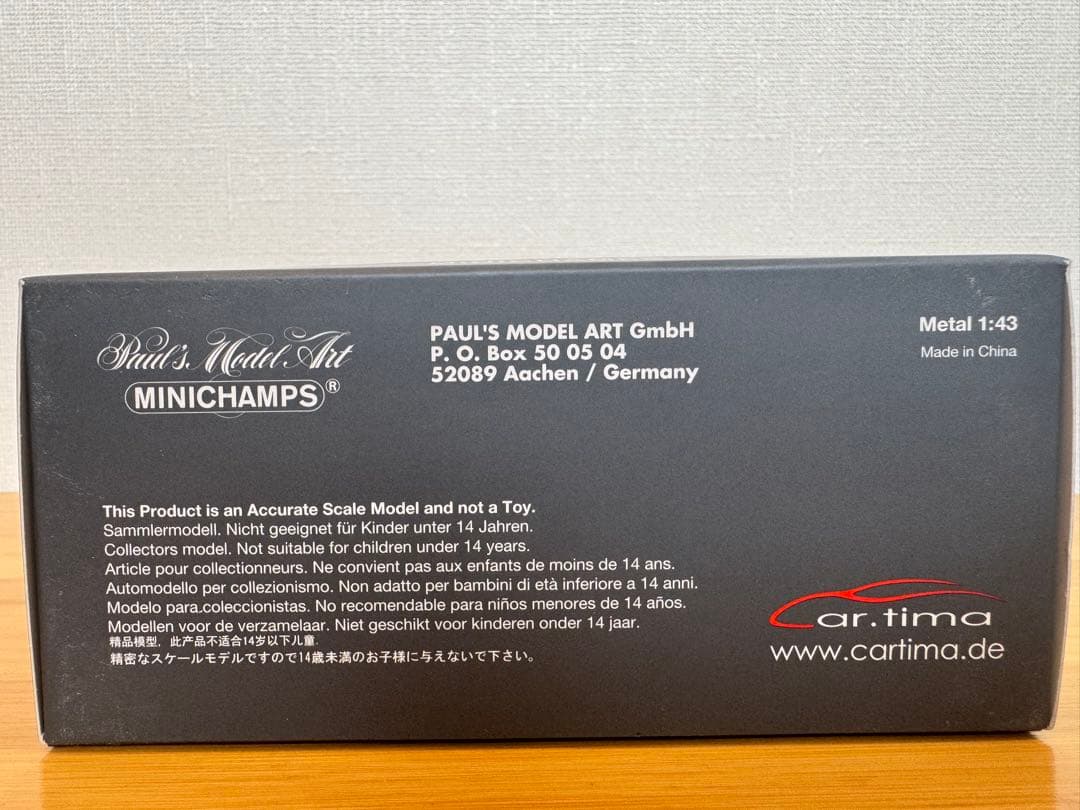 Paul's Model Art
MINICHAMPS®
PAUL'S MODEL ART GmbH
P. O. Box 50 05 04
52089 Aachen / Germany
Metal 1:43
Made in China
This Product is an Accurate Scale Model and not a Toy.
Sammlermodell. Nicht geeignet für Kinder unter 14 Jahren.
Collectors model. Not suitable for children under 14 years.
Article pour collectionneurs. Ne convient pas aux enfants de moins de 14 ans.
Automodello per collezionismo. Non adatto per bambini di età inferiore a 14 anni.
Modelo para.coleccionistas. No recomendable para niños menores de 14 años.
Modellen voor de verzamelaar. Niet geschikt voor kinderen onder 14 jaar.
精品模型，此产品不适合14岁以下儿童.
精密なスケールモデルですので14歳未満のお子様に与えないで下さい。
Car.tima
www.cartima.de